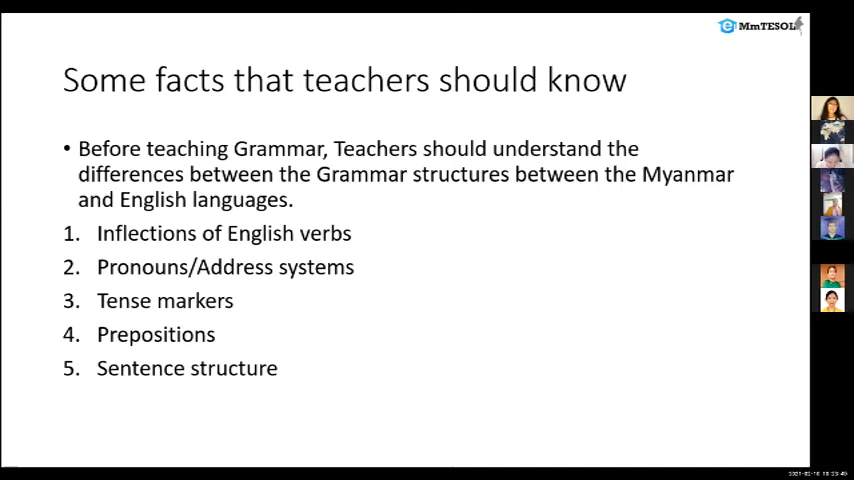 MmTESOL
Some facts that teachers should know
• Before teaching Grammar, Teachers should understand the
differences between the Grammar structures between the Myanmar
and English languages.
1. Inflections of English verbs
2. Pronouns/Address systems
3. Tense markers
4. Prepositions
5. Sentence structure